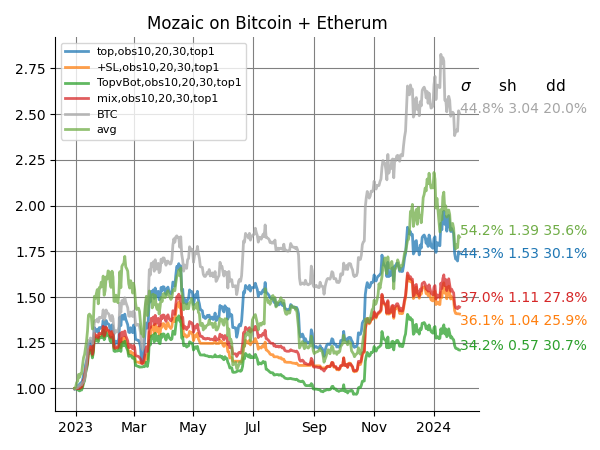 Mozaic on Bitcoin + Etherum
top,obs10,20,30,top1
+SL,obs10,20,30,top1
TopvBot,obs10,20,30,top1
mix,obs10,20,30,top1
BTC
avg
σ sh dd
44.8% 3.04 20.0%
54.2% 1.39 35.6%
44.3% 1.53 30.1%
37.0% 1.11 27.8%
36.1% 1.04 25.9%
34.2% 0.57 30.7%
2.75
2.50
2.25
2.00
1.75
1.50
1.25
1.00
2023 Mar May Jul Sep Nov 2024